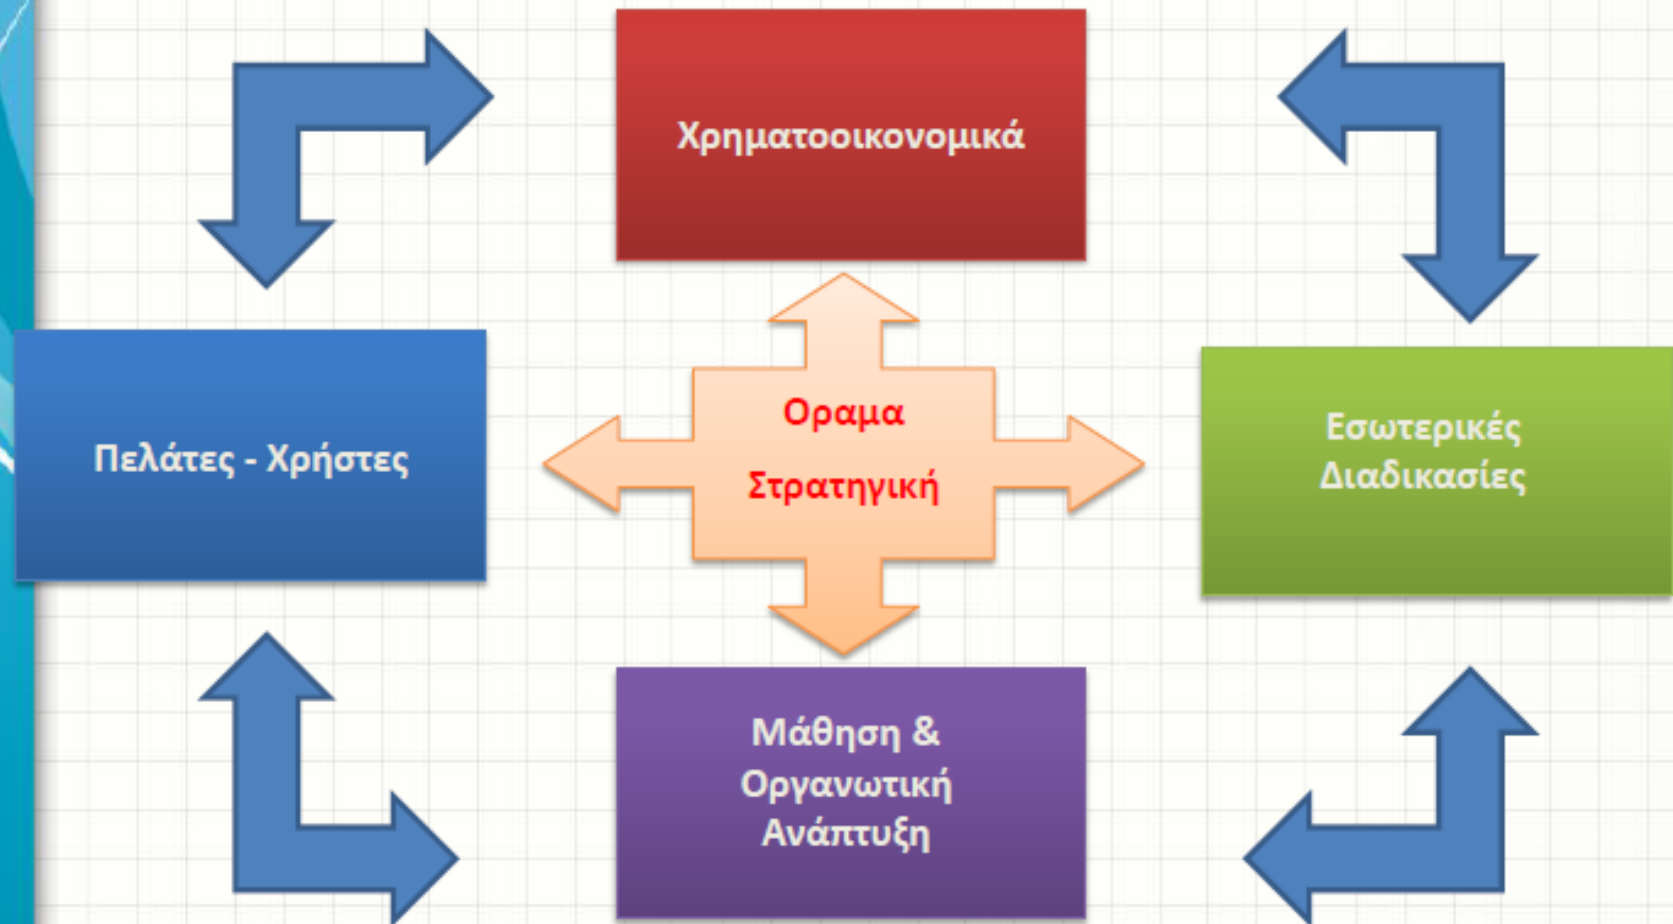 Χρηματοοικονομικά
Πελάτες - Χρήστες
Οραμα
Στρατηγική
Εσωτερικές
Διαδικασίες
Μάθηση &
Οργανωτική
Ανάπτυξη